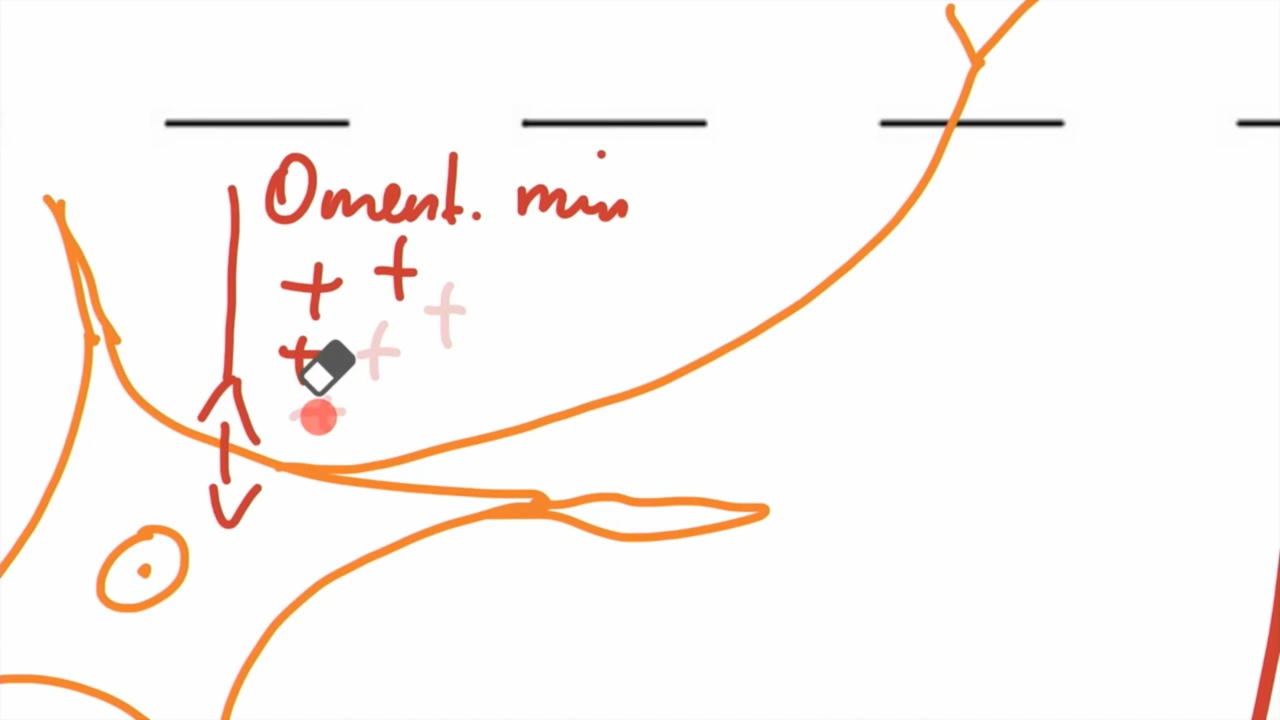 Oment. min
+ +
+ +
+
+